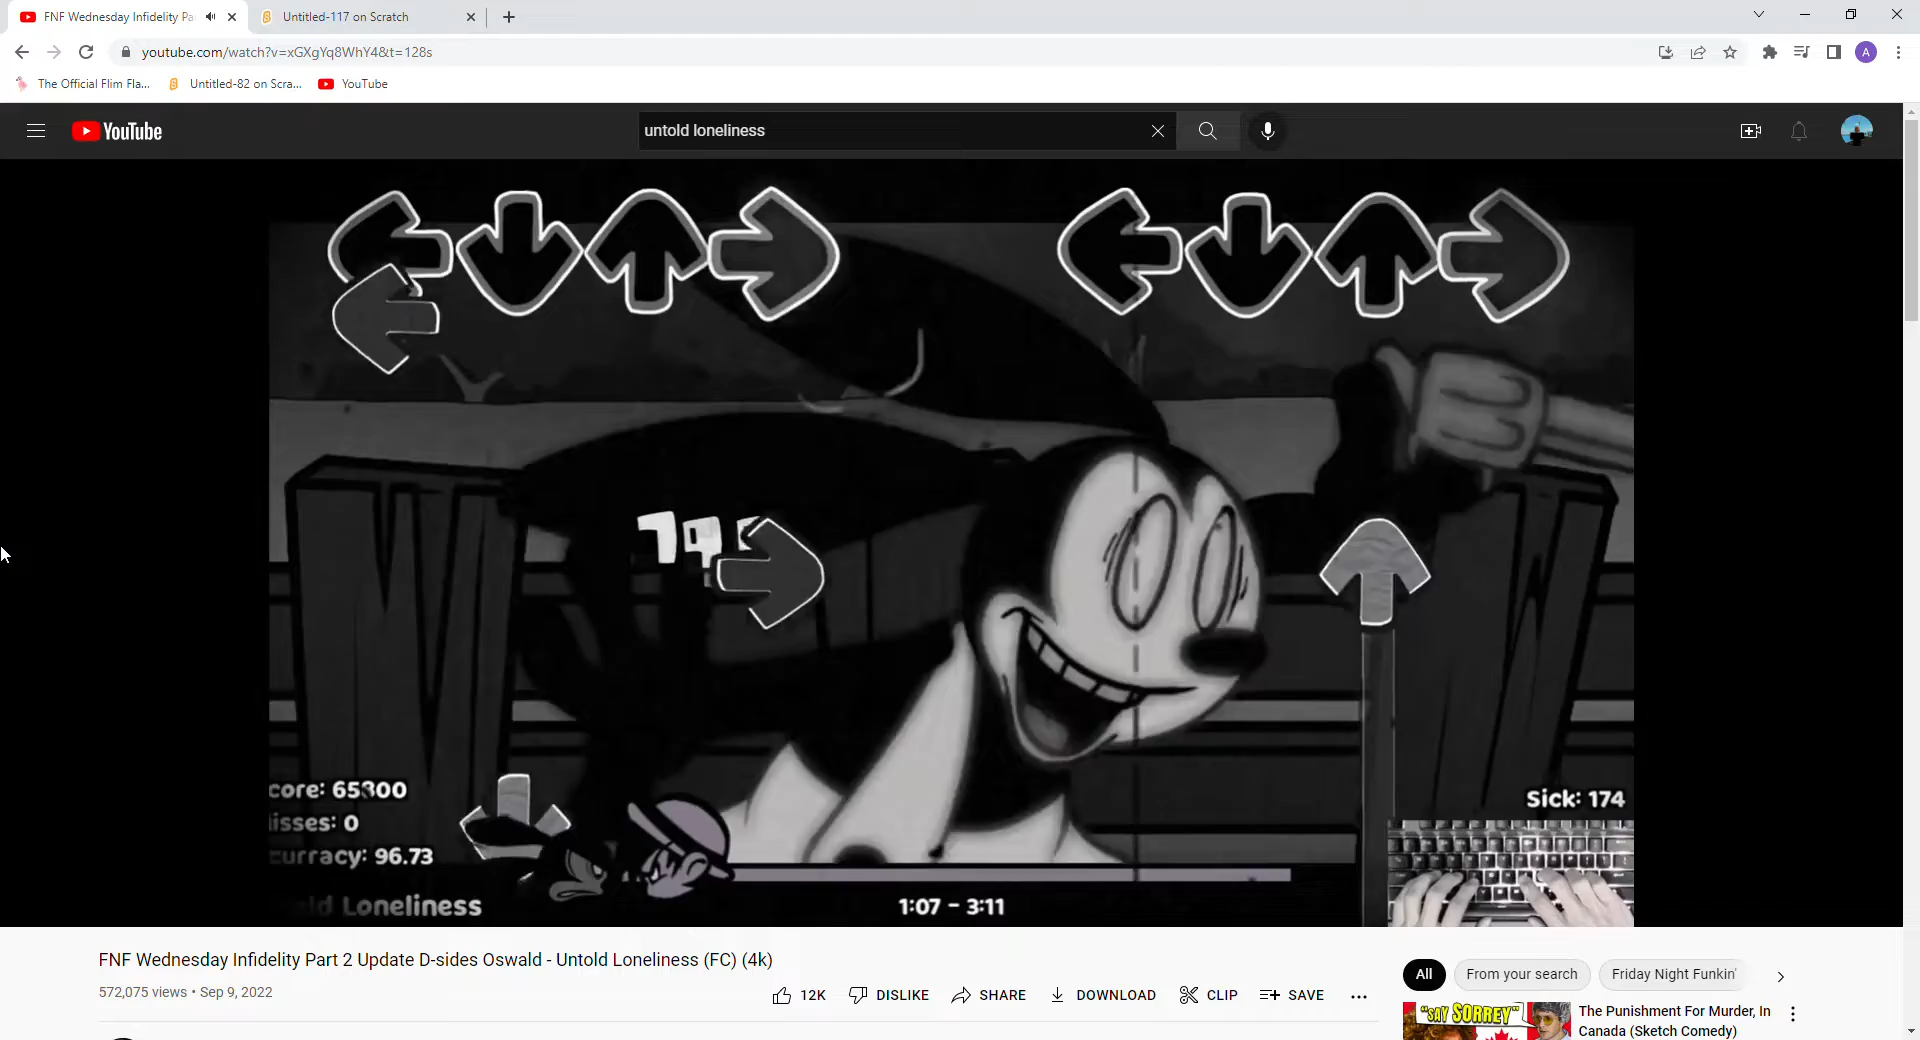 FNF Wednesday Infidelity Pa
Untitled-117 on Scratch
youtube.com/watch?v=xGXgYq8WhY4&t=128s
A
The Official Flim Fla...
Untitled-82 on Scra...
YouTube
YouTube
untold loneliness
core: 65300
isses: 0
curracy: 96.73
ld Loneliness
Sick: 174
1:07 - 3:11
FNF Wednesday Infidelity Part 2 Update D-sides Oswald - Untold Loneliness (FC) (4k)
572,075 views • Sep 9, 2022
12K
DISLIKE
SHARE
DOWNLOAD
CLIP
SAVE
All
From your search
Friday Night Funkin'
"SAY SORREY"
The Punishment For Murder, In
Canada (Sketch Comedy)